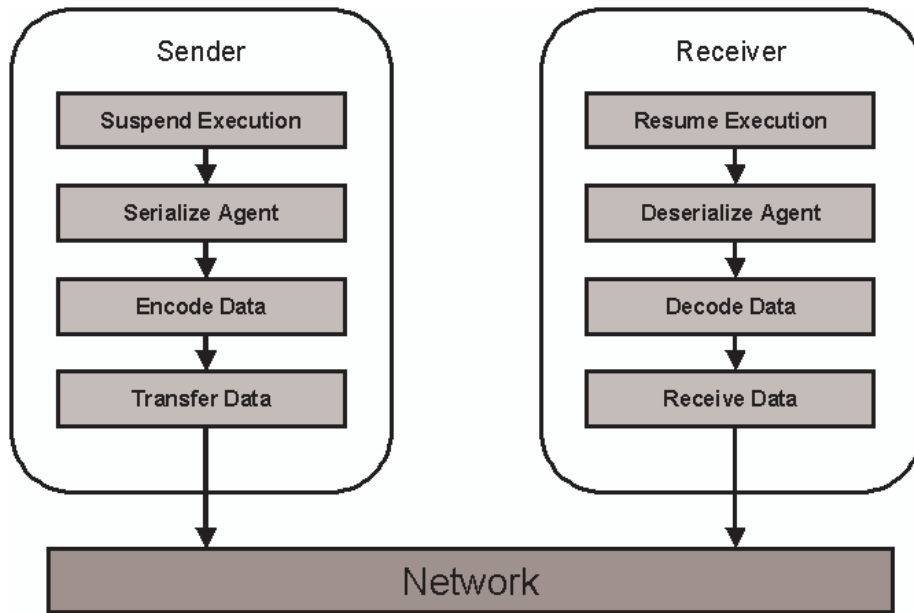 Sender
Suspend Execution
Serialize Agent
Encode Data
Transfer Data
Receiver
Resume Execution
Deserialize Agent
Decode Data
Receive Data
Network